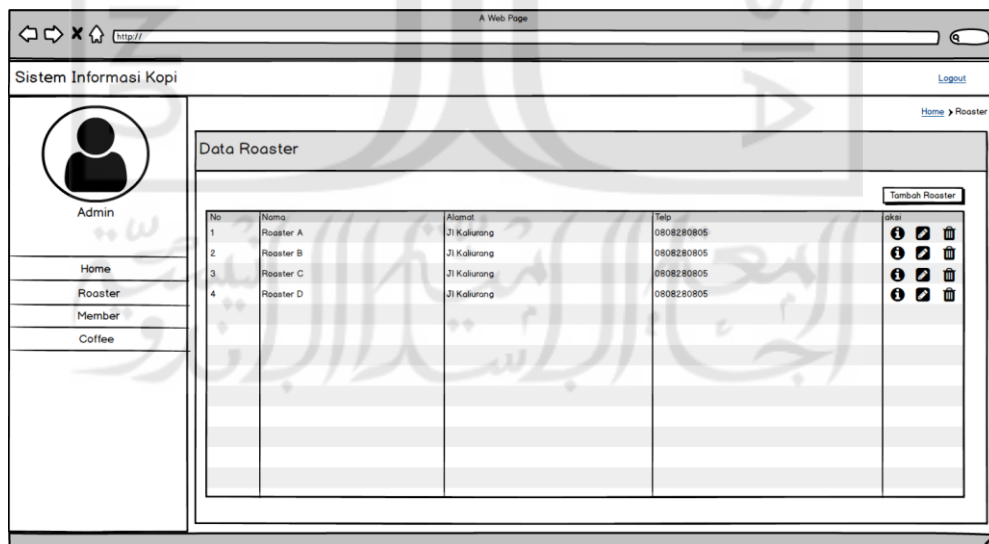 A Web Page
http://
Sistem Informasi Kopi
Logout
Home > Roaster
Admin
Home
Roaster
Member
Coffee
Data Roaster
Tambah Roaster
No Nama Alamat Telp aksi
1 Roaster A Jl Kaliurang 0808280805
2 Roaster B Jl Kaliurang 0808280805
3 Roaster C Jl Kaliurang 0808280805
4 Roaster D Jl Kaliurang 0808280805